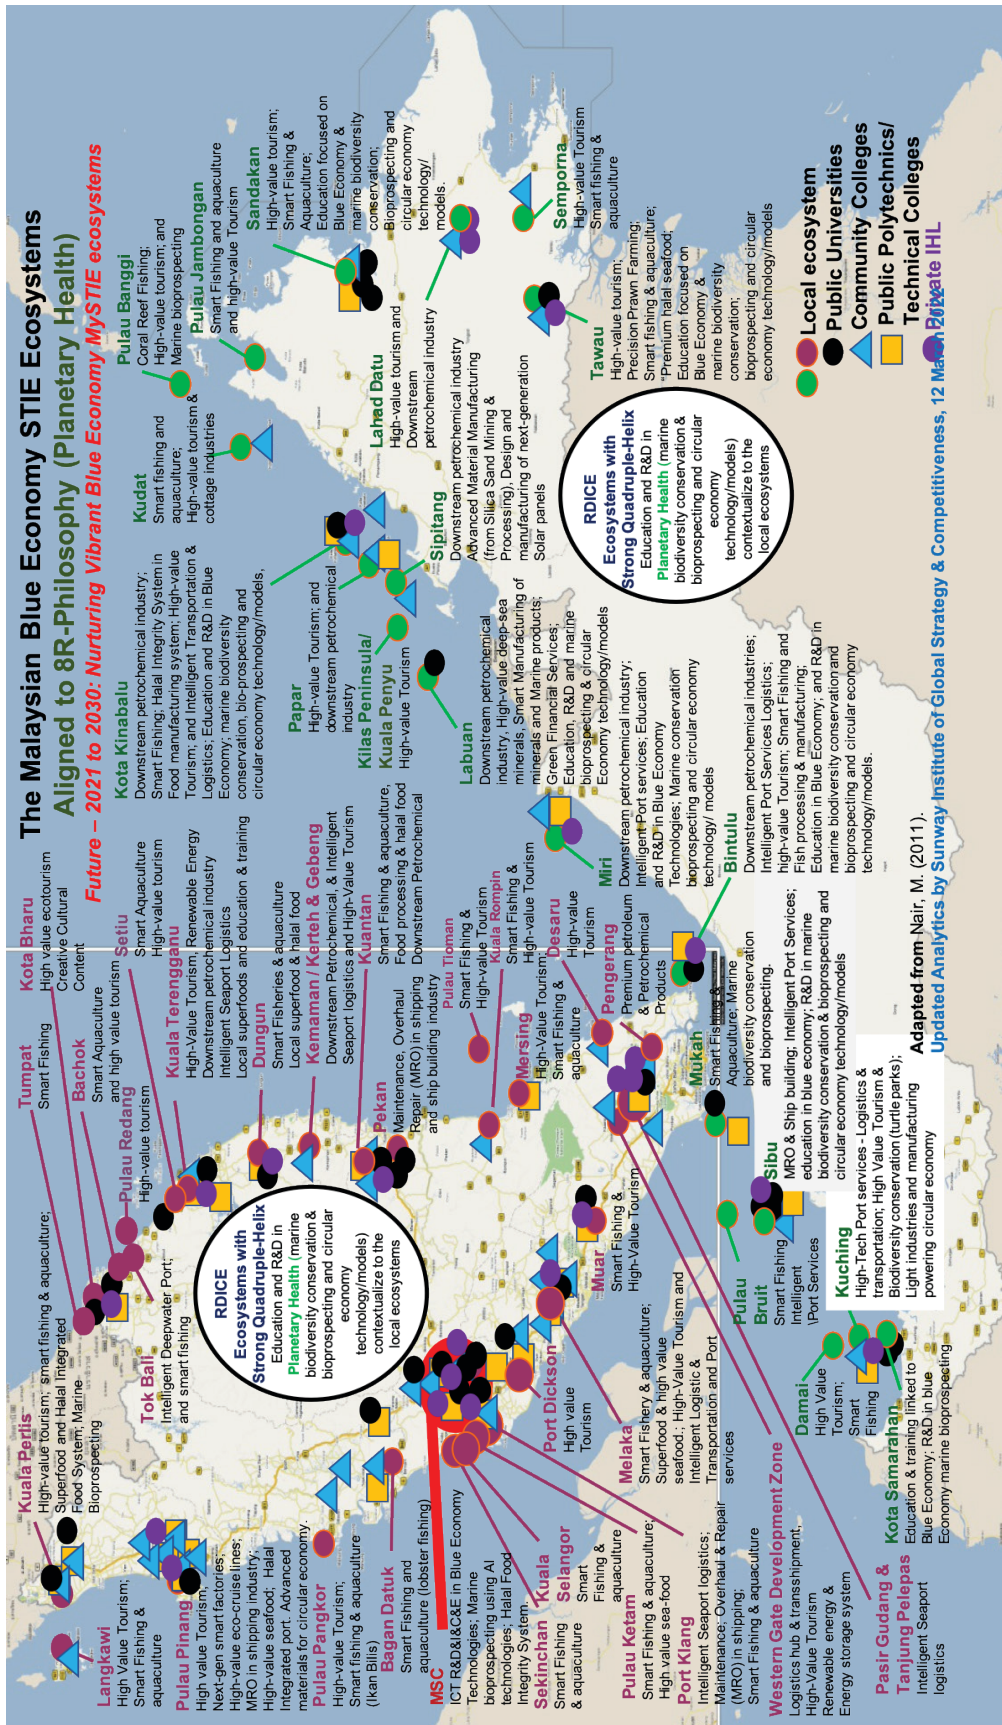 The Malaysian Blue Economy STIE Ecosystems
Aligned to 8R-Philosophy (Planetary Health)
Future – 2021 to 2030: Nurturing Vibrant Blue Economy MySTIE ecosystems
Kuala Perlis
High-value tourism; smart fishing & aquaculture;
Superfood and Halal Integrated
Food System; Marine
Bioprospecting
Tumpat
Smart Fishing
Kota Bharu
High value ecotourism
Creative Cultural
Content
Bachok
Smart Aquaculture
and high value tourism
Pulau Redang
High-value tourism
Setiu
Smart Aquaculture
High-value tourism
Kuala Terengganu
High-Value Tourism, Renewable Energy
Downstream petrochemical industry
Intelligent Seaport Logistics
Local superfoods and education & training
Dungun
Smart Fisheries & aquaculture
Local superfood & halal food
Kemaman / Kerteh & Gebeng
Downstream Petrochemical, & Intelligent
Seaport logistics and High-Value Tourism
Kuantan
Smart Fishing & aquaculture,
Food processing & halal food
Downstream Petrochemical
Pekan
Maintenance, Overhaul
Repair (MRO) in shipping
and ship building industry
Pulau Tioman
Smart Fishing &
High-value Tourism
Kuala Rompin
Smart Fishing &
High-value Tourism
Mersing
High-Value Tourism;
Smart Fishing &
aquaculture
Desaru
High-value
Tourism
Pengerang
Premium petroleum
& Petrochemical
Products
Tok Bali
Intelligent Deepwater Port;
and smart fishing
RDICE
Ecosystems with
Strong Quadruple-Helix
Education and R&D in
Planetary Health (marine
biodiversity conservation &
bioprospecting and circular
economy
technology/models)
contextualize to the
local ecosystems
Langkawi
High Value Tourism;
Smart Fishing &
aquaculture
Pulau Pinang
High value Tourism,
Next-gen smart factories;
High-value eco-cruise lines;
MRO in shipping industry;
High-value seafood; Halal
Integrated port. Advanced
materials for circular economy.
Pulau Pangkor
High-value Tourism;
Smart fishing & aquaculture
(Ikan Bilis)
Bagan Datuk
Smart Fishing and
aquaculture (lobster fishing)
MSC
ICT R&D&I&C&E in Blue Economy
Technologies; Marine
bioprospecting using AI
technologies; Halal Food
Integrity System.
Sekinchan
Smart Fishing
& aquaculture
Kuala
Selangor
Smart
Fishing &
aquaculture
Pulau Ketam
Smart Fishing & aquaculture;
High value sea-food
Port Klang
Intelligent Seaport logistics;
Maintenance; Overhaul & Repair
(MRO) in shipping;
Smart Fishing & aquaculture
Port Dickson
High value
Tourism
Melaka
Smart Fishery & aquaculture;
Superfood & high value
seafood.; High-Value Tourism and
Intelligent Logistic &
Transportation and Port
services
Muar
Smart Fishing &
High-Value Tourism
Western Gate Development Zone
Logistics hub & transshipment,
High-Value Tourism
Renewable energy &
Energy storage system
Pasir Gudang &
Tanjung Pelepas
Intelligent Seaport
logistics
Kota Kinabalu
Downstream petrochemical industry;
Smart Fishing; Halal Integrity System in
Food manufacturing system; High-value
Tourism; and Intelligent Transportation &
Logistics; Education and R&D in Blue
Economy; marine biodiversity
conservation, bio-prospecting and
circular economy technology/models,
Kudat
Smart fishing and
aquaculture;
High-value tourism &
cottage industries
Pulau Banggi
Coral Reef Fishing;
High-value tourism; and
Marine bioprospecting
Pulau Jambongan
Smart Fishing and aquaculture
and high-value Tourism
Sandakan
High-value tourism;
Smart Fishing &
Aquaculture;
Education focused on
Blue Economy &
marine biodiversity
conservation;
Bioprospecting and
circular economy
technology/
models.
Papar
High-value Tourism; and
downstream petrochemical
industry
Kilas Peninsula/
Kuala Penyu
High-value Tourism
Sipitang
Downstream petrochemical industry
Advanced Material Manufacturing
(from Silica Sand Mining &
Processing), Design and
manufacturing of next-generation
Solar panels
Lahad Datu
High-value tourism and
Downstream
petrochemical industry
Semporna
High-value Tourism
Smart fishing &
aquaculture
Tawau
High-value tourism;
Precision Prawn Farming;
Smart fishing & aquaculture;
"Premium halal seafood;
Education focused on
Blue Economy &
marine biodiversity
conservation;
bioprospecting and circular
economy technology/models
Labuan
Downstream petrochemical
industry, High-value deep-sea
minerals, Smart Manufacturing of
minerals and Marine products;
Green Financial Services;
Education, R&D and marine
bioprospecting & circular
Economy technology/models
Miri
Downstream petrochemical industry;
Intelligent Port services; Education
and R&D in Blue Economy
Technologies; Marine conservation
bioprospecting and circular economy
technology/ models
RDICE
Ecosystems with
Strong Quadruple-Helix
Education and R&D in
Planetary Health (marine
biodiversity conservation &
bioprospecting and circular
economy
technology/models)
contextualize to the
local ecosystems
Bintulu
Downstream petrochemical industries;
Intelligent Port Services Logistics;
high-value Tourism; Smart Fishing and
Fish processing & manufacturing;
Education in Blue Economy; and R&D in
marine biodiversity conservation and
bioprospecting and circular economy
technology/models.
Mukah
Smart Fishing &
Aquaculture; Marine
biodiversity conservation
and bioprospecting.
Sibu
MRO & Ship building; Intelligent Port Services;
education in blue economy; R&D in marine
biodiversity conservation & bioprospecting and
circular economy technology/models
Pulau
Bruit
Smart Fishing
Intelligent
\Port Services
Kuching
High-Tech Port services - Logistics &
transportation; High Value Tourism &
Biodiversity conservation (turtle parks);
Light industries and manufacturing
powering circular economy
Damai
High Value
Tourism;
Smart
Fishing
Kota Samarahan
Education & training linked to
Blue Economy; R&D in blue
Economy marine bioprospecting
Local ecosystem
Public Universities
Community Colleges
Public Polytechnics/
Technical Colleges
Private IHL
Adapted from Nair, M. (2011).
Updated Analytics by Sunway Institute of Global Strategy & Competitiveness, 12 March 2022